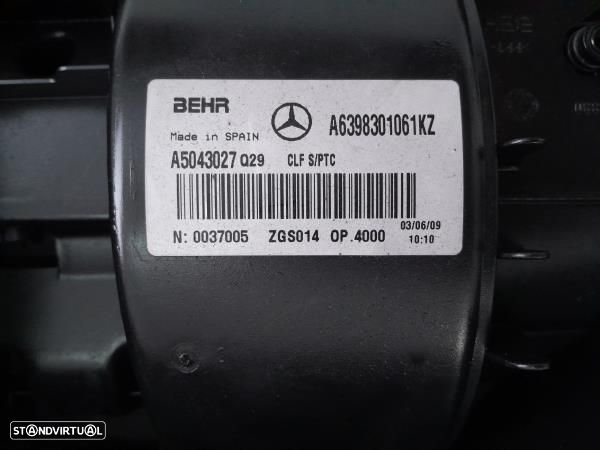 BEHR
Made in SPAIN
A6398301061KZ
A5043027 Q29 CLF S/PTC
N: 0037005 ZGS014 OP.4000
03/06/09
10:10
STANDVIRTUAL